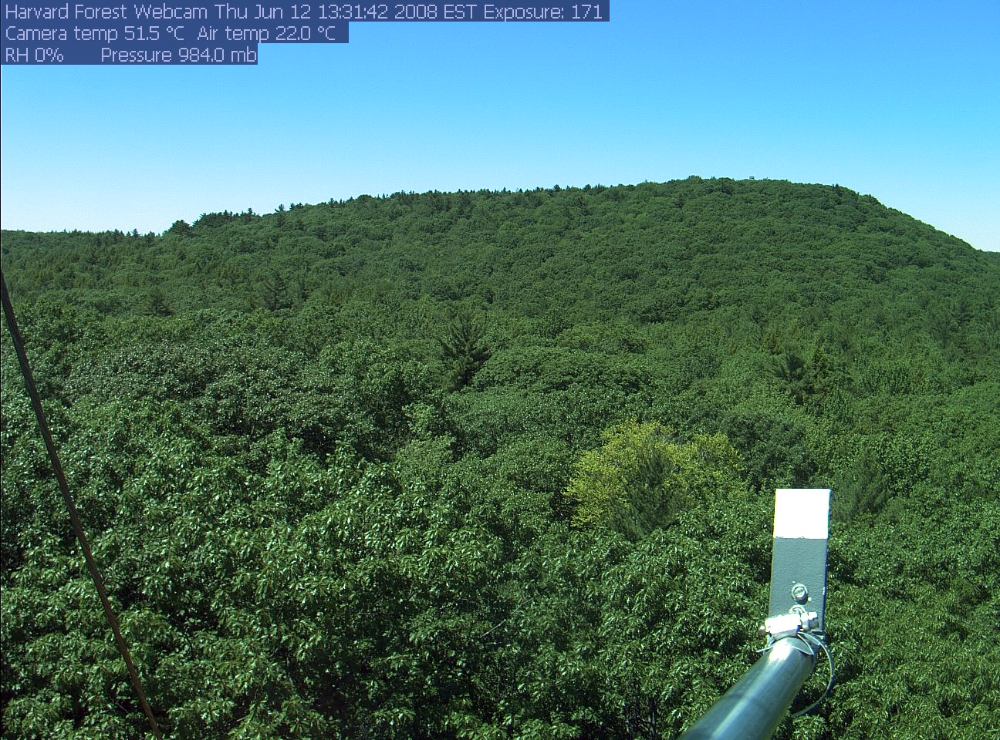 Harvard Forest Webcam Thu Jun 12 13:31:42 2008 EST Exposure: 171
Camera temp 51.5 °C Air temp 22.0 °C
RH 0% Pressure 984.0 mb